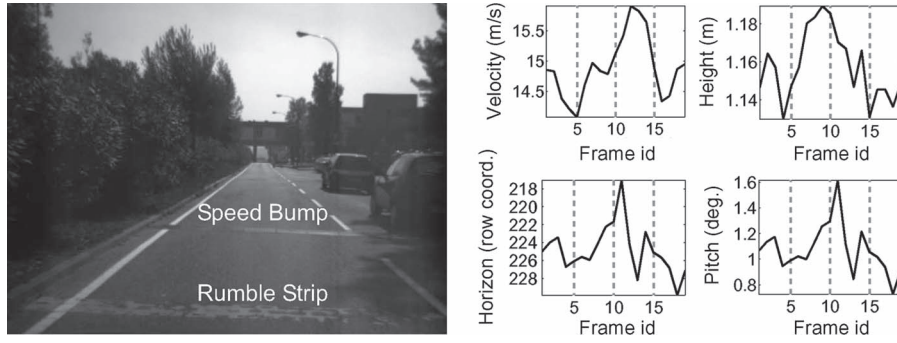 Speed Bump
Rumble Strip
Velocity (m/s)
15.5
15
14.5
5 10 15
Frame id
Height (m)
1.18
1.16
1.14
5 10 15
Frame id
Horizon (row coord.)
218
220
222
224
226
228
5 10 15
Frame id
Pitch (deg.)
1.6
1.4
1.2
1
0.8
5 10 15
Frame id